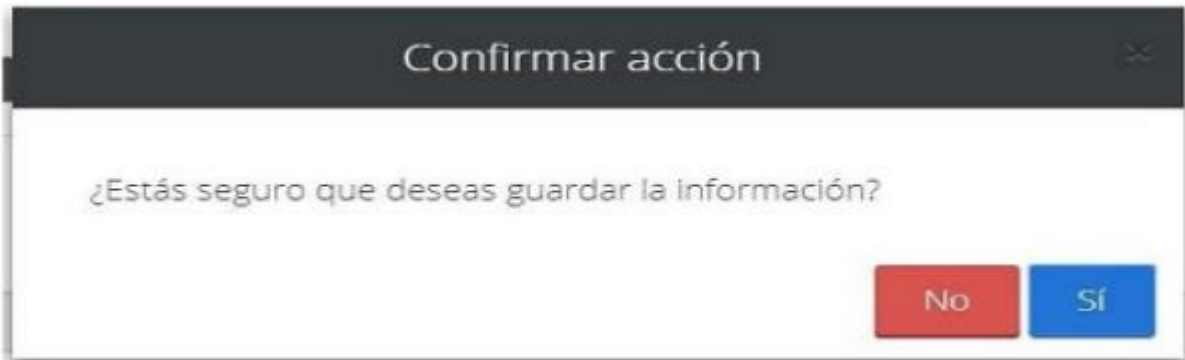 Confirmar acción
¿Estás seguro que deseas guardar la información?
No Sí